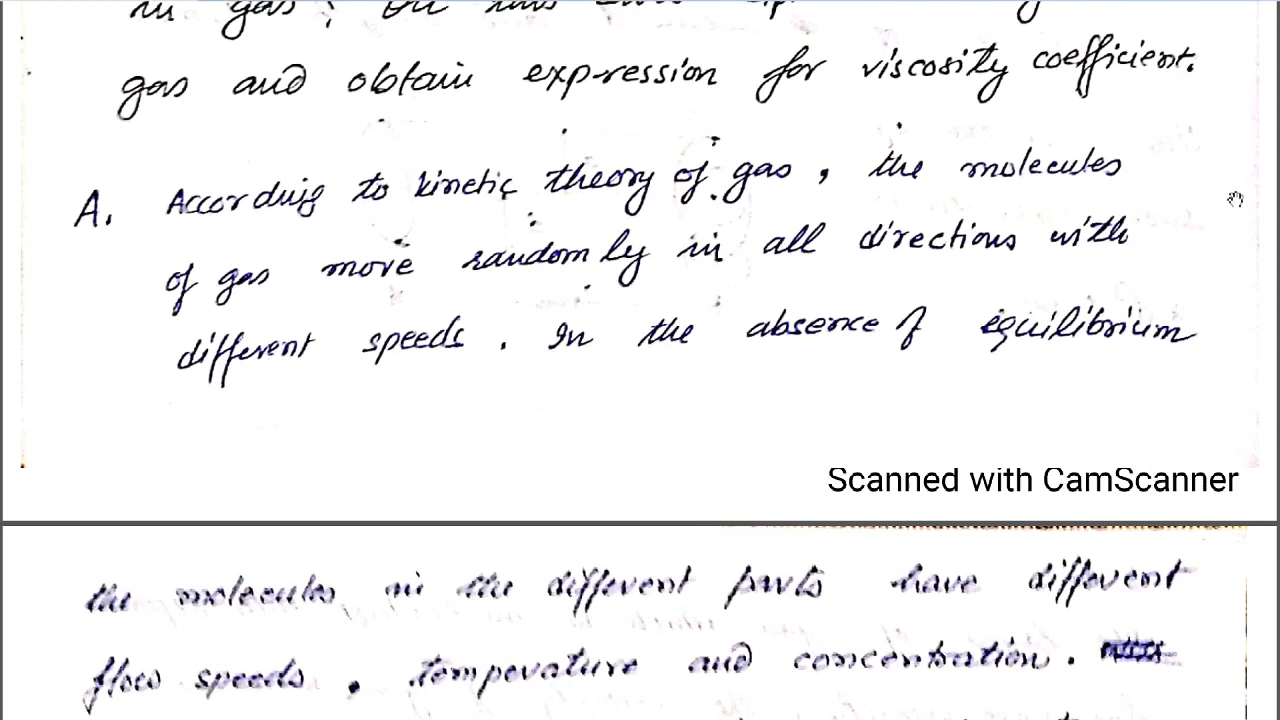 in gas ?
gas and obtain expression for viscosity coefficient.
A. According to kinetic theory of gas , the molecules
of gas move randomly in all directions with
different speeds . In the absence of equilibrium
Scanned with CamScanner
the molecules in the different parts have different
flow speeds , temperature and concentration .